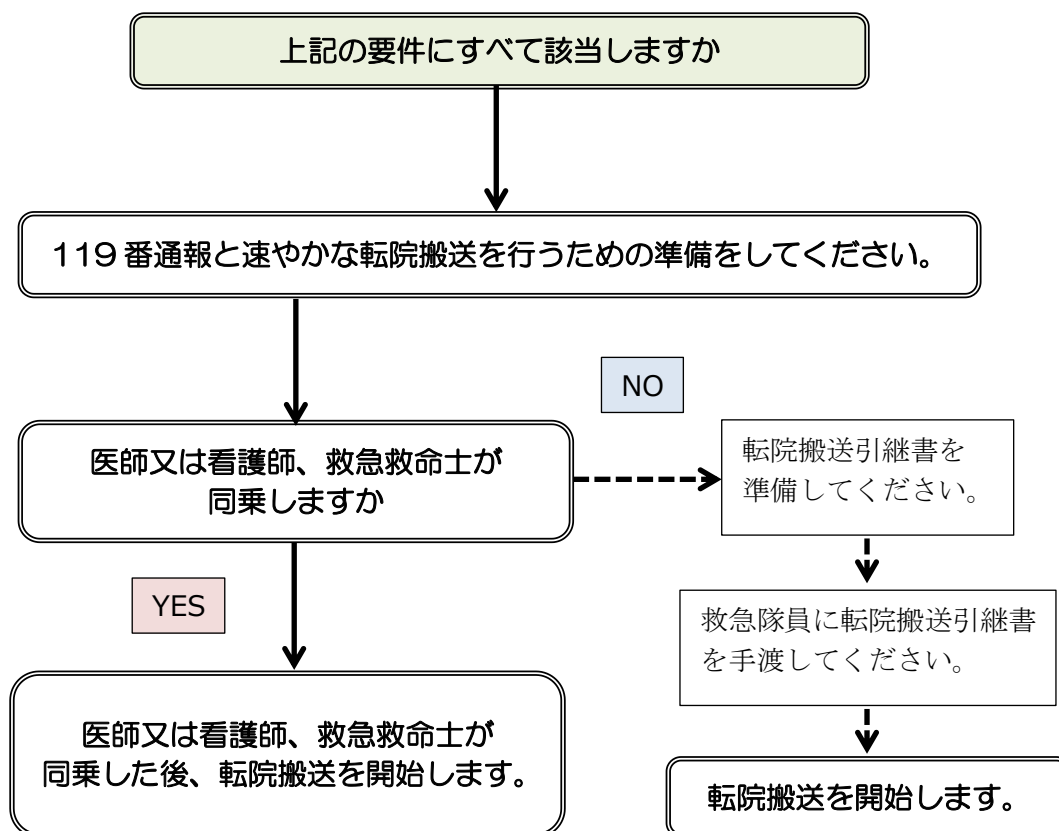 上記の要件にすべて該当しますか
119番通報と速やかな転院搬送を行うための準備をしてください。
NO
医師又は看護師、救急救命士が
同乗しますか
転院搬送引継書を
準備してください。
YES
救急隊員に転院搬送引継書
を手渡してください。
医師又は看護師、救急救命士が
同乗した後、転院搬送を開始します。
転院搬送を開始します。